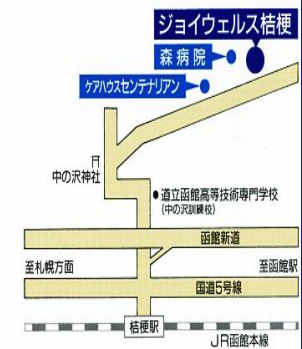 ジョイウェルス桔梗
森病院
ケアハウスセンテナリアン
中の沢神社
道立函館高等技術専門学校
(中の沢訓練校)
函館新道
至札幌方面
至函館駅
国道5号線
桔梗駅
JR函館本線